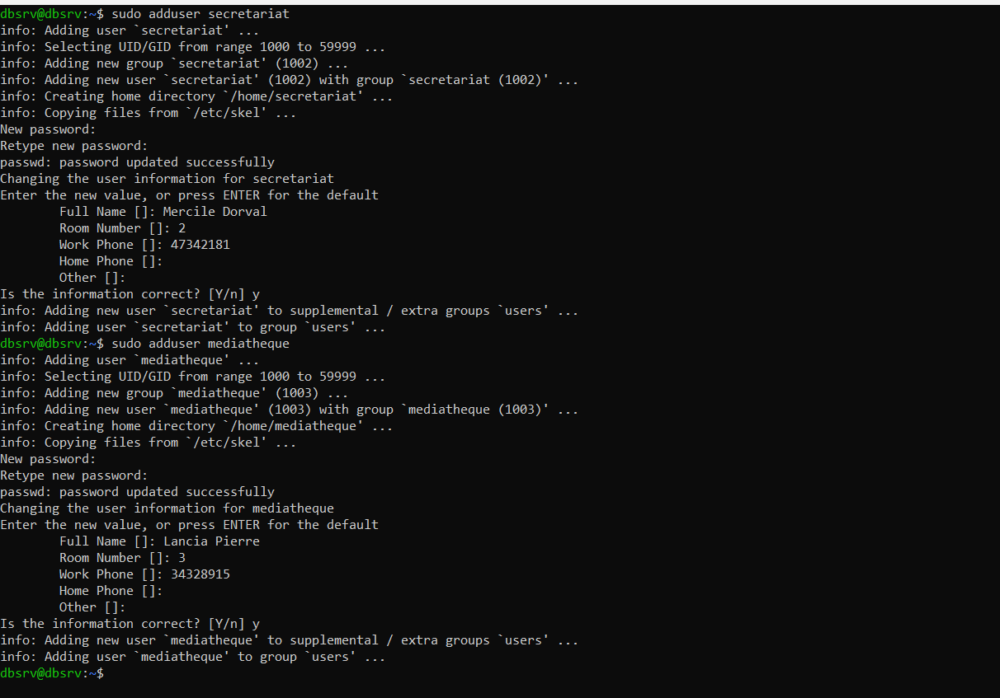 dbsrv@dbsrv:~$ sudo adduser secretariat
info: Adding user `secretariat' ...
info: Selecting UID/GID from range 1000 to 59999 ...
info: Adding new group `secretariat' (1002) ...
info: Adding new user `secretariat' (1002) with group `secretariat (1002)' ...
info: Creating home directory `/home/secretariat' ...
info: Copying files from `/etc/skel' ...
New password:
Retype new password:
passwd: password updated successfully
Changing the user information for secretariat
Enter the new value, or press ENTER for the default
        Full Name []: Mercile Dorval
        Room Number []: 2
        Work Phone []: 47342181
        Home Phone []:
        Other []:
Is the information correct? [Y/n] y
info: Adding new user `secretariat' to supplemental / extra groups `users' ...
info: Adding user `secretariat' to group `users' ...
dbsrv@dbsrv:~$ sudo adduser mediatheque
info: Adding user `mediatheque' ...
info: Selecting UID/GID from range 1000 to 59999 ...
info: Adding new group `mediatheque' (1003) ...
info: Adding new user `mediatheque' (1003) with group `mediatheque (1003)' ...
info: Creating home directory `/home/mediatheque' ...
info: Copying files from `/etc/skel' ...
New password:
Retype new password:
passwd: password updated successfully
Changing the user information for mediatheque
Enter the new value, or press ENTER for the default
        Full Name []: Lancia Pierre
        Room Number []: 3
        Work Phone []: 34328915
        Home Phone []:
        Other []:
Is the information correct? [Y/n] y
info: Adding new user `mediatheque' to supplemental / extra groups `users' ...
info: Adding user `mediatheque' to group `users' ...
dbsrv@dbsrv:~$